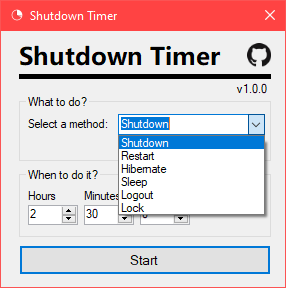 Shutdown Timer
Shutdown Timer
v1.0.0
What to do?
Select a method: Shutdown
Shutdown
Restart
Hibernate
Sleep
Logout
Lock
When to do it?
Hours Minutes
2 30
Start